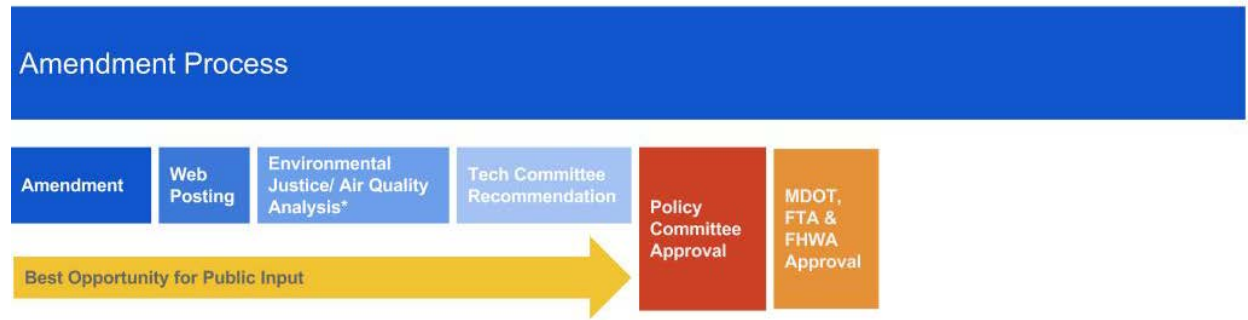 Amendment Process
Amendment
Web
Posting
Environmental
Justice/ Air Quality
Analysis*
Tech Committee
Recommendation
Policy
Committee
Approval
MDOT,
FTA &
FHWA
Approval
Best Opportunity for Public Input